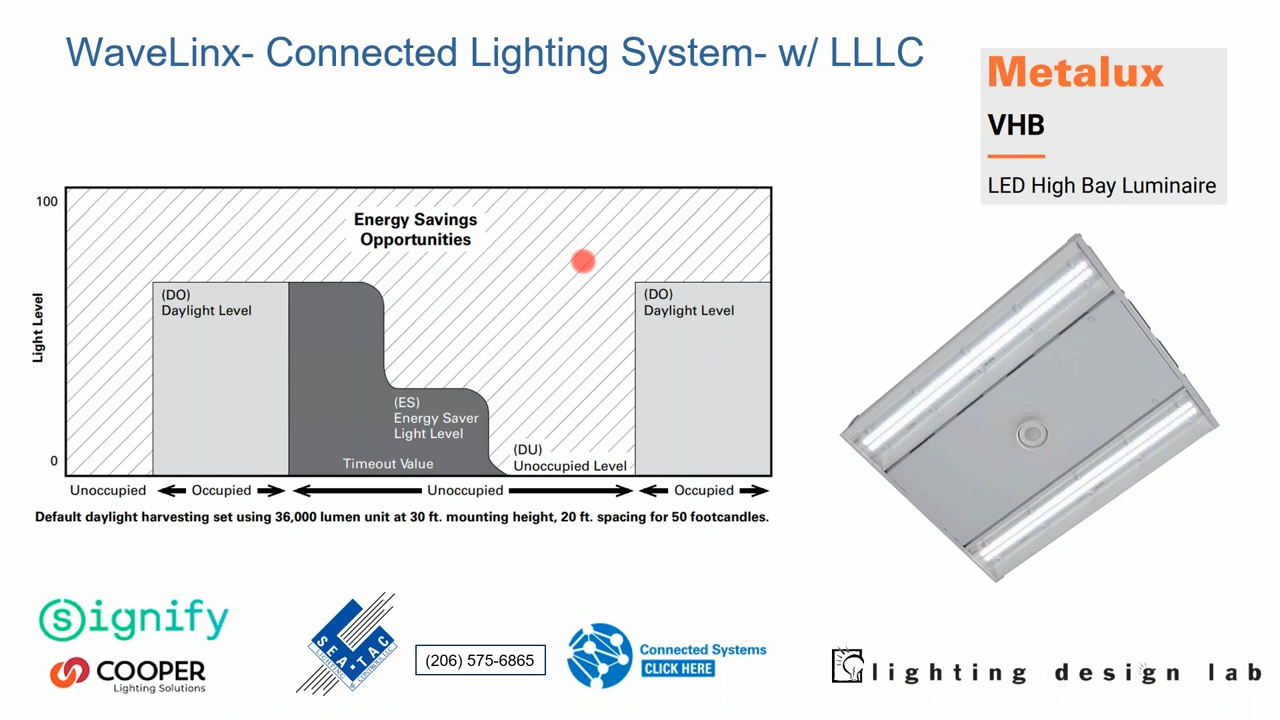 WaveLinx- Connected Lighting System- w/ LLLC
Metalux
VHB
LED High Bay Luminaire
100
Energy Savings
Opportunities
(DO)
Daylight Level
(DO)
Daylight Level
Light Level
(ES)
Energy Saver
Light Level
(DU)
Unoccupied Level
Timeout Value
0
Unoccupied
Occupied
Unoccupied
Occupied
Default daylight harvesting set using 36,000 lumen unit at 30 ft. mounting height, 20 ft. spacing for 50 footcandles.
Signify
COOPER
Lighting Solutions
SEA·TAC
(206) 575-6865
Connected Systems
CLICK HERE
lighting design lab